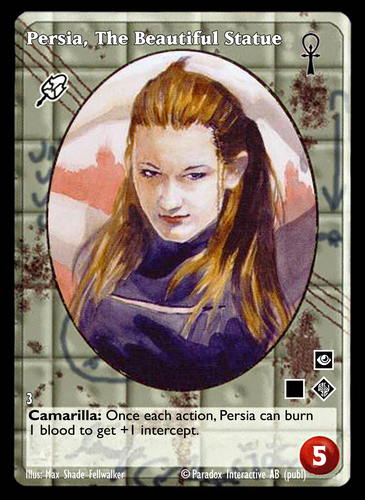 Persia, The Beautiful Statue
3
Camarilla: Once each action, Persia can burn
1 blood to get +1 intercept.
5
Illus: Max Shade Fellwalker
© Paradox Interactive AB (publ)